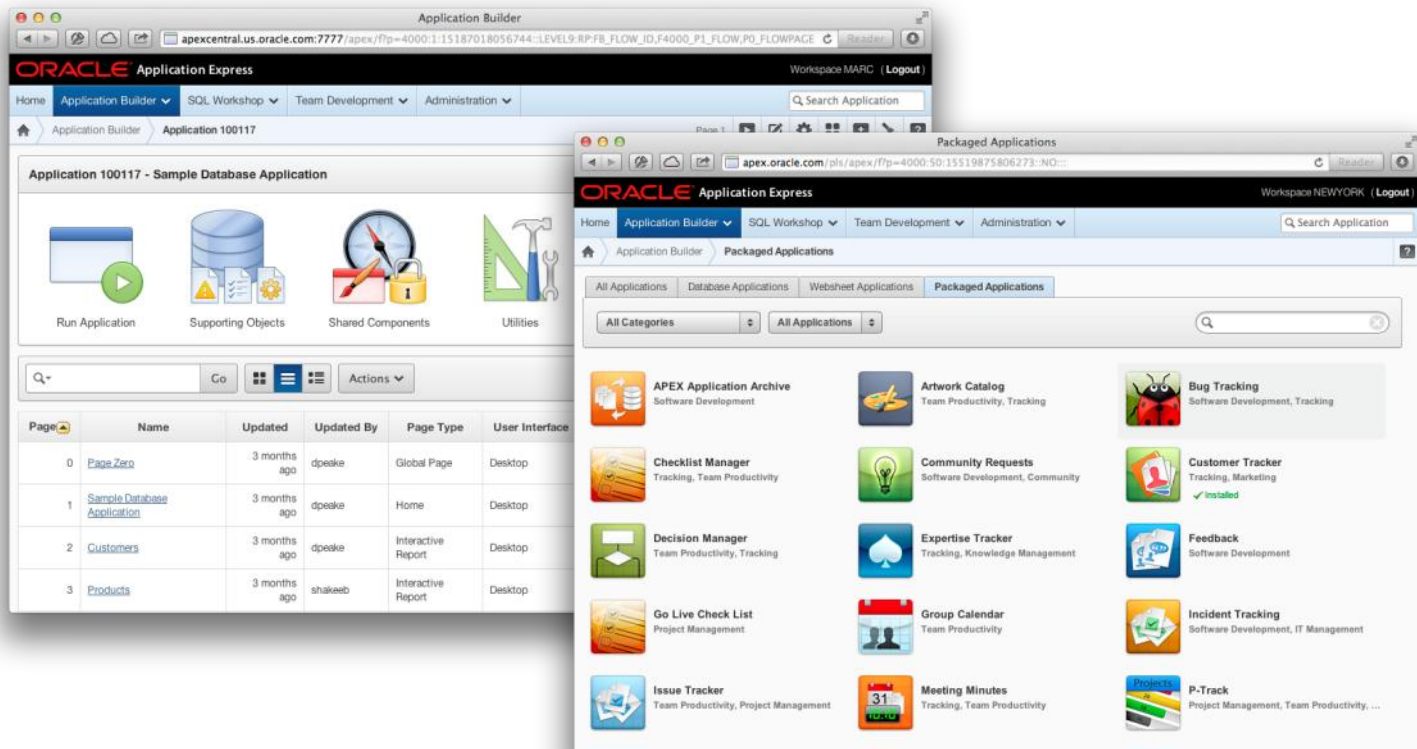 Application Builder
apexcentral.us.oracle.com:7777/apex/f?p=4000:1:15187018056744::LEVEL9:RP:FB_FLOW_ID,F4000_P1_FLOW,P0_FLOWPAGE
Reader
ORACLE Application Express
Workspace MARC (Logout)
Home
Application Builder
SQL Workshop
Team Development
Administration
Search Application
Application Builder
Application 100117
Page 1
Application 100117 - Sample Database Application
Run Application
Supporting Objects
Shared Components
Utilities
Go
Actions
Page Name Updated Updated By Page Type User Interface
0 Page Zero 3 months ago dpeake Global Page Desktop
1 Sample Database Application 3 months ago dpeake Home Desktop
2 Customers 3 months ago dpeake Interactive Report Desktop
3 Products 3 months ago shakeeb Interactive Report Desktop
Packaged Applications
apex.oracle.com/pls/apex/f?p=4000:50:15519875806273::NO:::
Reader
ORACLE Application Express
Workspace NEWYORK (Logout)
Home
Application Builder
SQL Workshop
Team Development
Administration
Search Application
Application Builder
Packaged Applications
?
All Applications
Database Applications
Websheet Applications
Packaged Applications
All Categories
All Applications
APEX Application Archive
Software Development
Artwork Catalog
Team Productivity, Tracking
Bug Tracking
Software Development, Tracking
Checklist Manager
Tracking, Team Productivity
Community Requests
Software Development, Community
Customer Tracker
Tracking, Marketing
✓ Installed
Decision Manager
Team Productivity, Tracking
Expertise Tracker
Tracking, Knowledge Management
Feedback
Software Development
Go Live Check List
Project Management
Group Calendar
Team Productivity
Incident Tracking
Software Development, IT Management
Issue Tracker
Team Productivity, Project Management
31
10:10
Meeting Minutes
Tracking, Team Productivity
Projects
P-Track
Project Management, Team Productivity, ...